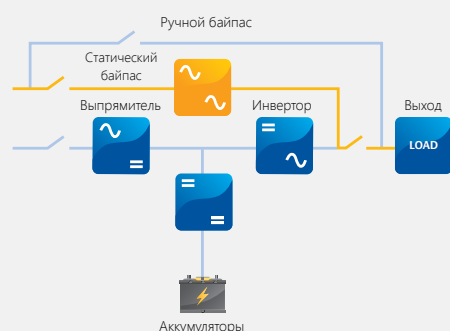 Ручной байпас
Статический
байпас
Выпрямитель
Инвертор
Выход
LOAD
Аккумуляторы